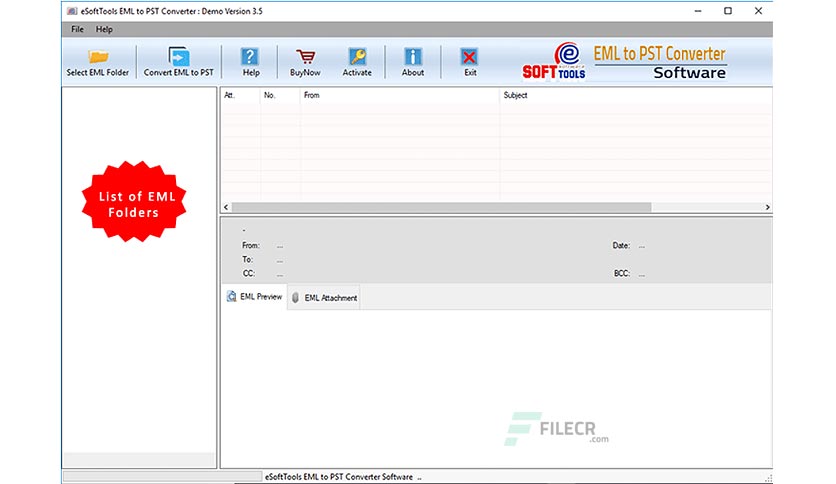 eSoftTools EML to PST Converter : Demo Version 3.5
File Help
Select EML Folder Convert EML to PST Help BuyNow Activate About Exit
SOFT TOOLS
EML to PST Converter
Software
Att. No. From Subject
List of EML
Folders
-
From: ... Date: ...
To: ...
CC: ... BCC: ...
EML Preview EML Attachment
FILECR
.com
eSoftTools EML to PST Converter Software ..